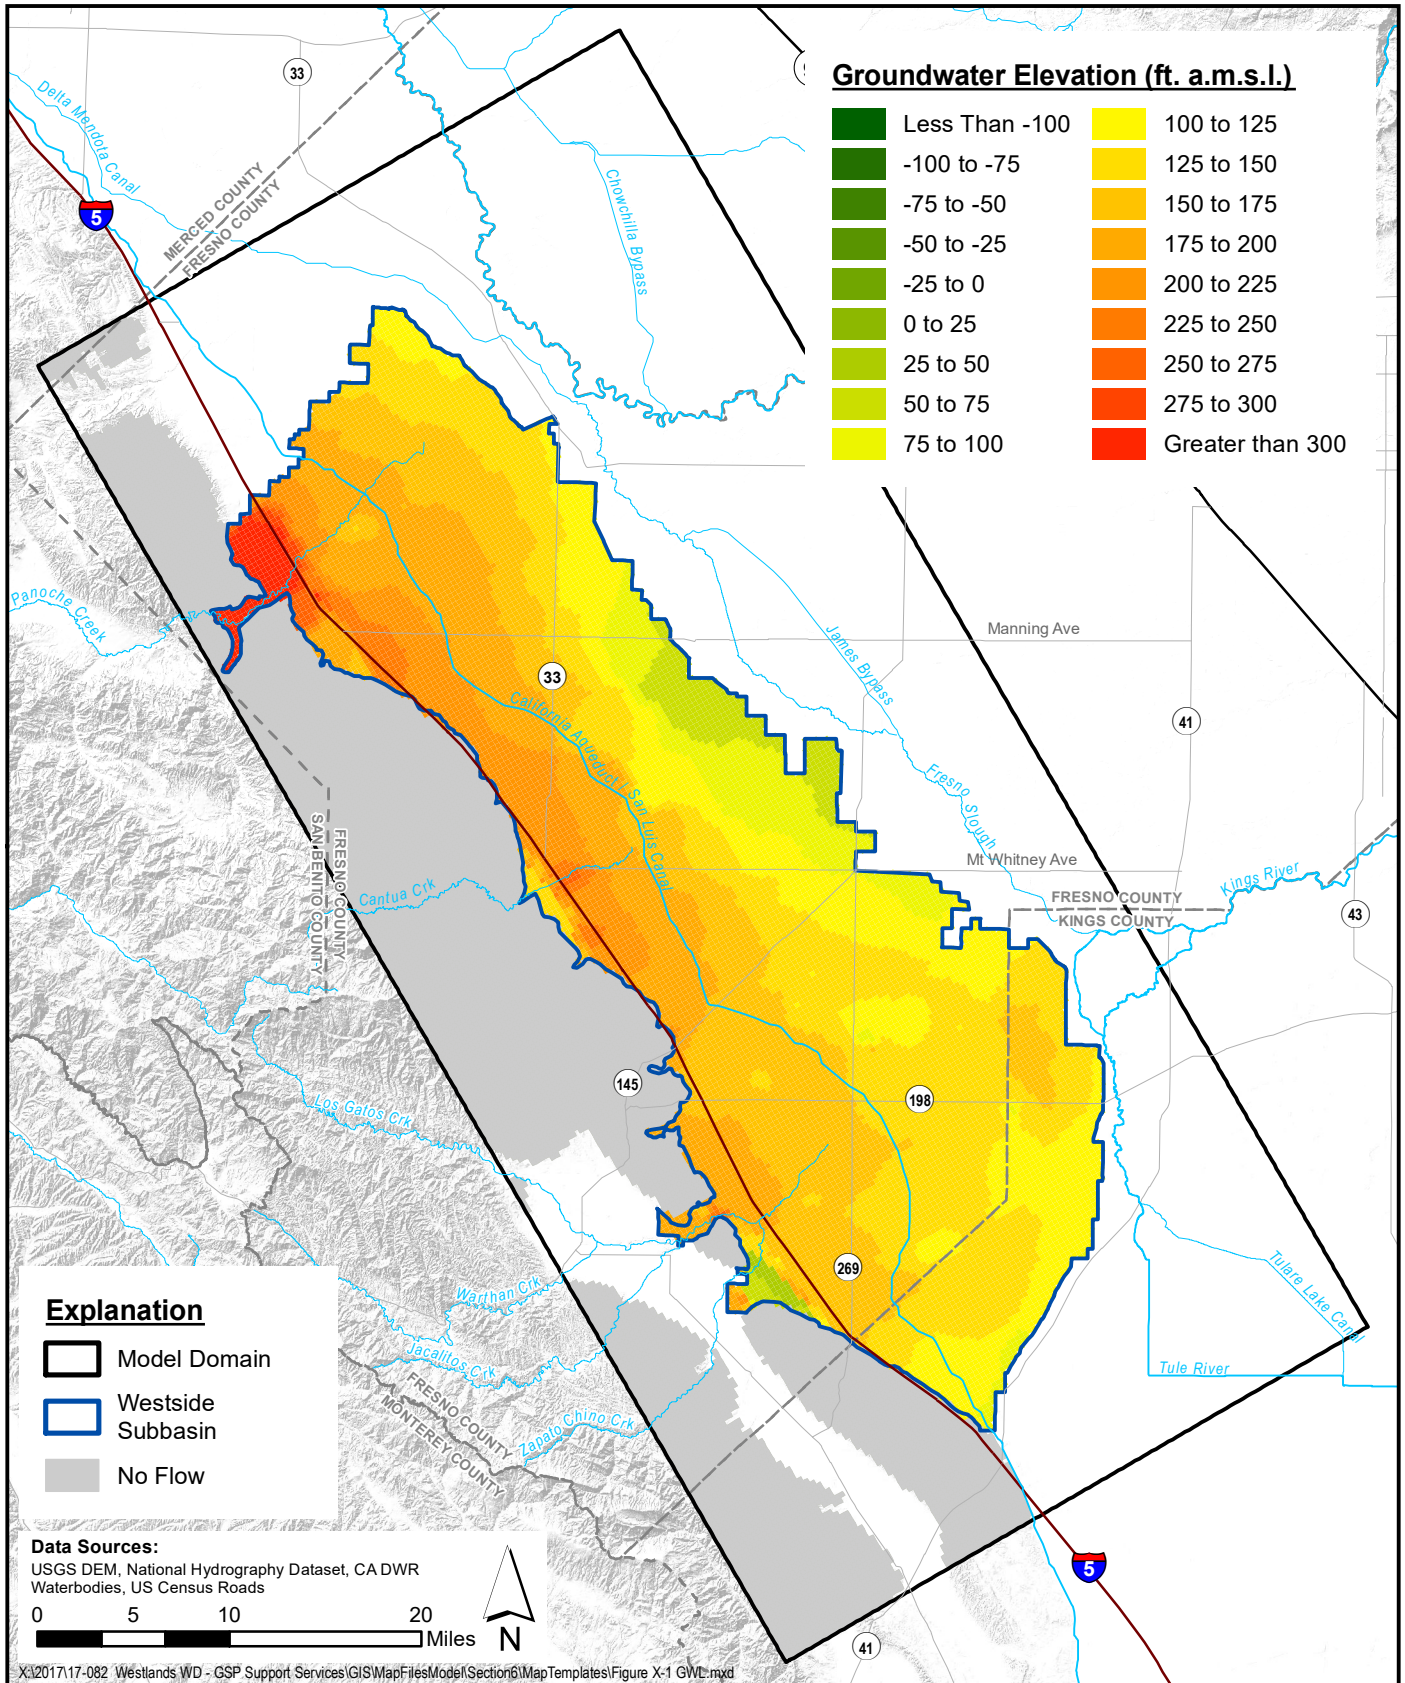 33
Delta Mendota Canal
MERCED COUNTY
FRESNO COUNTY
5
Chowchilla Bypass
Groundwater Elevation (ft. a.m.s.l.)
Less Than -100
-100 to -75
-75 to -50
-50 to -25
-25 to 0
0 to 25
25 to 50
50 to 75
75 to 100
100 to 125
125 to 150
150 to 175
175 to 200
200 to 225
225 to 250
250 to 275
275 to 300
Greater than 300
Panoche Creek
Manning Ave
James Bypass
33
California Aqueduct / San Luis Canal
41
Fresno Slough
SAN BENITO COUNTY
FRESNO COUNTY
Cantua Crk
Mt Whitney Ave
Kings River
FRESNO COUNTY
KINGS COUNTY
43
145
198
Los Gatos Crk
269
Tulare Lake Canal
Warthan Crk
Jacalitos Crk
Tule River
FRESNO COUNTY
MONTEREY COUNTY
Zapato Chino Crk
Explanation
Model Domain
Westside
Subbasin
No Flow
Data Sources:
USGS DEM, National Hydrography Dataset, CA DWR
Waterbodies, US Census Roads
0 5 10 20
Miles
N
5
41
X:\2017\17-082 Westlands WD - GSP Support Services\GIS\MapFilesModel\Section6\MapTemplates\Figure X-1 GWL.mxd